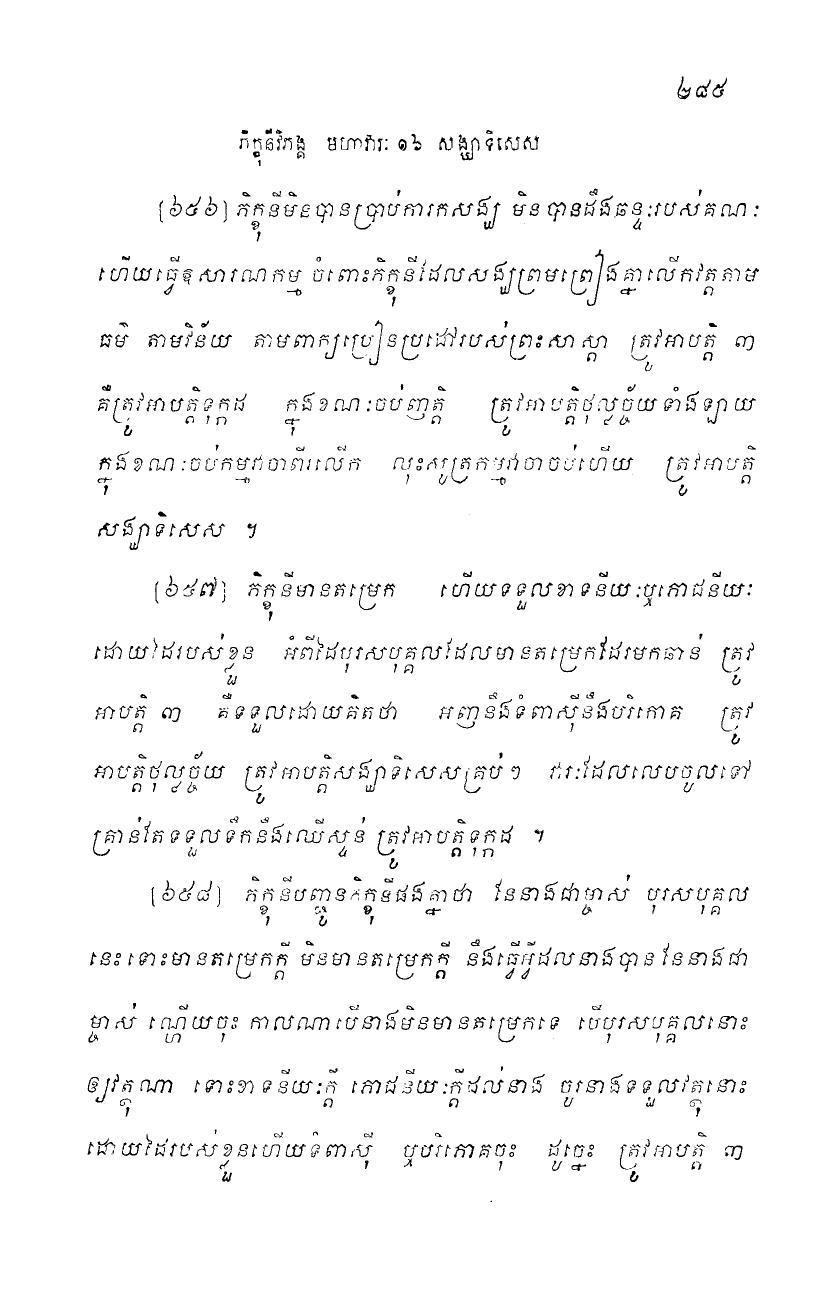 ២៨៥
ភិក្ខុនីវិភង្គ មហាវារៈ ១៦ សង្ឃាទិសេស
[៦៥៦] ភិក្ខុនីមិនបានប្រាប់ការកសង្ឃ មិនបានដឹងឆន្ទៈរបស់គណៈ
ហើយធ្វើឧសារណកម្ម ចំពោះភិក្ខុនីដែលសង្ឃព្រមព្រៀងគ្នាលើកវត្តតាម
ធម៌ តាមវិន័យ តាមពាក្យប្រៀនប្រដៅរបស់ព្រះសាស្តា ត្រូវអាបត្តិ ៣
គឺត្រូវអាបត្តិទុក្កដ ក្នុងខណៈចប់ញត្តិ ត្រូវអាបត្តិថុល្លច្ច័យទាំងឡាយ
ក្នុងខណៈចប់កម្មវាចាពីរលើក លុះសូត្រកម្មវាចាចប់ហើយ ត្រូវអាបត្តិ
សង្ឃាទិសេស ។
[៦៥៧] ភិក្ខុនីមានតម្រេក ហើយទទួលខាទនីយៈឬភោជនីយៈ
ដោយដៃរបស់ខ្លួន អំពីដៃបុរសបុគ្គលដែលមានតម្រេកដែរមកឆាន់ ត្រូវ
អាបត្តិ ៣ គឺទទួលដោយគិតថា អញនឹងទំពាស៊ីនឹងបរិភោគ ត្រូវ
អាបត្តិថុល្លច្ច័យ ត្រូវអាបត្តិសង្ឃាទិសេសគ្រប់ៗ វារៈដែលលេបចូលទៅ
គ្រាន់តែទទួលទឹកនឹងឈើស្ទន់ ត្រូវអាបត្តិទុក្កដ ។
[៦៥៨] ភិក្ខុនីបញ្ជូនភិក្ខុនីផងគ្នាថា នែនាងជាម្ចាស់ បុរសបុគ្គល
នេះទោះមានតម្រេកក្តី មិនមានតម្រេកក្តី នឹងធ្វើអ្វីដល់នាងបាន នែនាងជា
ម្ចាស់ ណ្ហើយចុះ កាលណាបើនាងមិនមានតម្រេកទេ បើបុរសបុគ្គលនោះ
ឲ្យវត្ថុណា ទោះខាទនីយៈក្តី ភោជនីយៈក្តីដល់នាង ចូរនាងទទួលវត្ថុនោះ
ដោយដៃរបស់ខ្លួនហើយទំពាស៊ី ឬបរិភោគចុះ ដូច្នេះ ត្រូវអាបត្តិ ៣